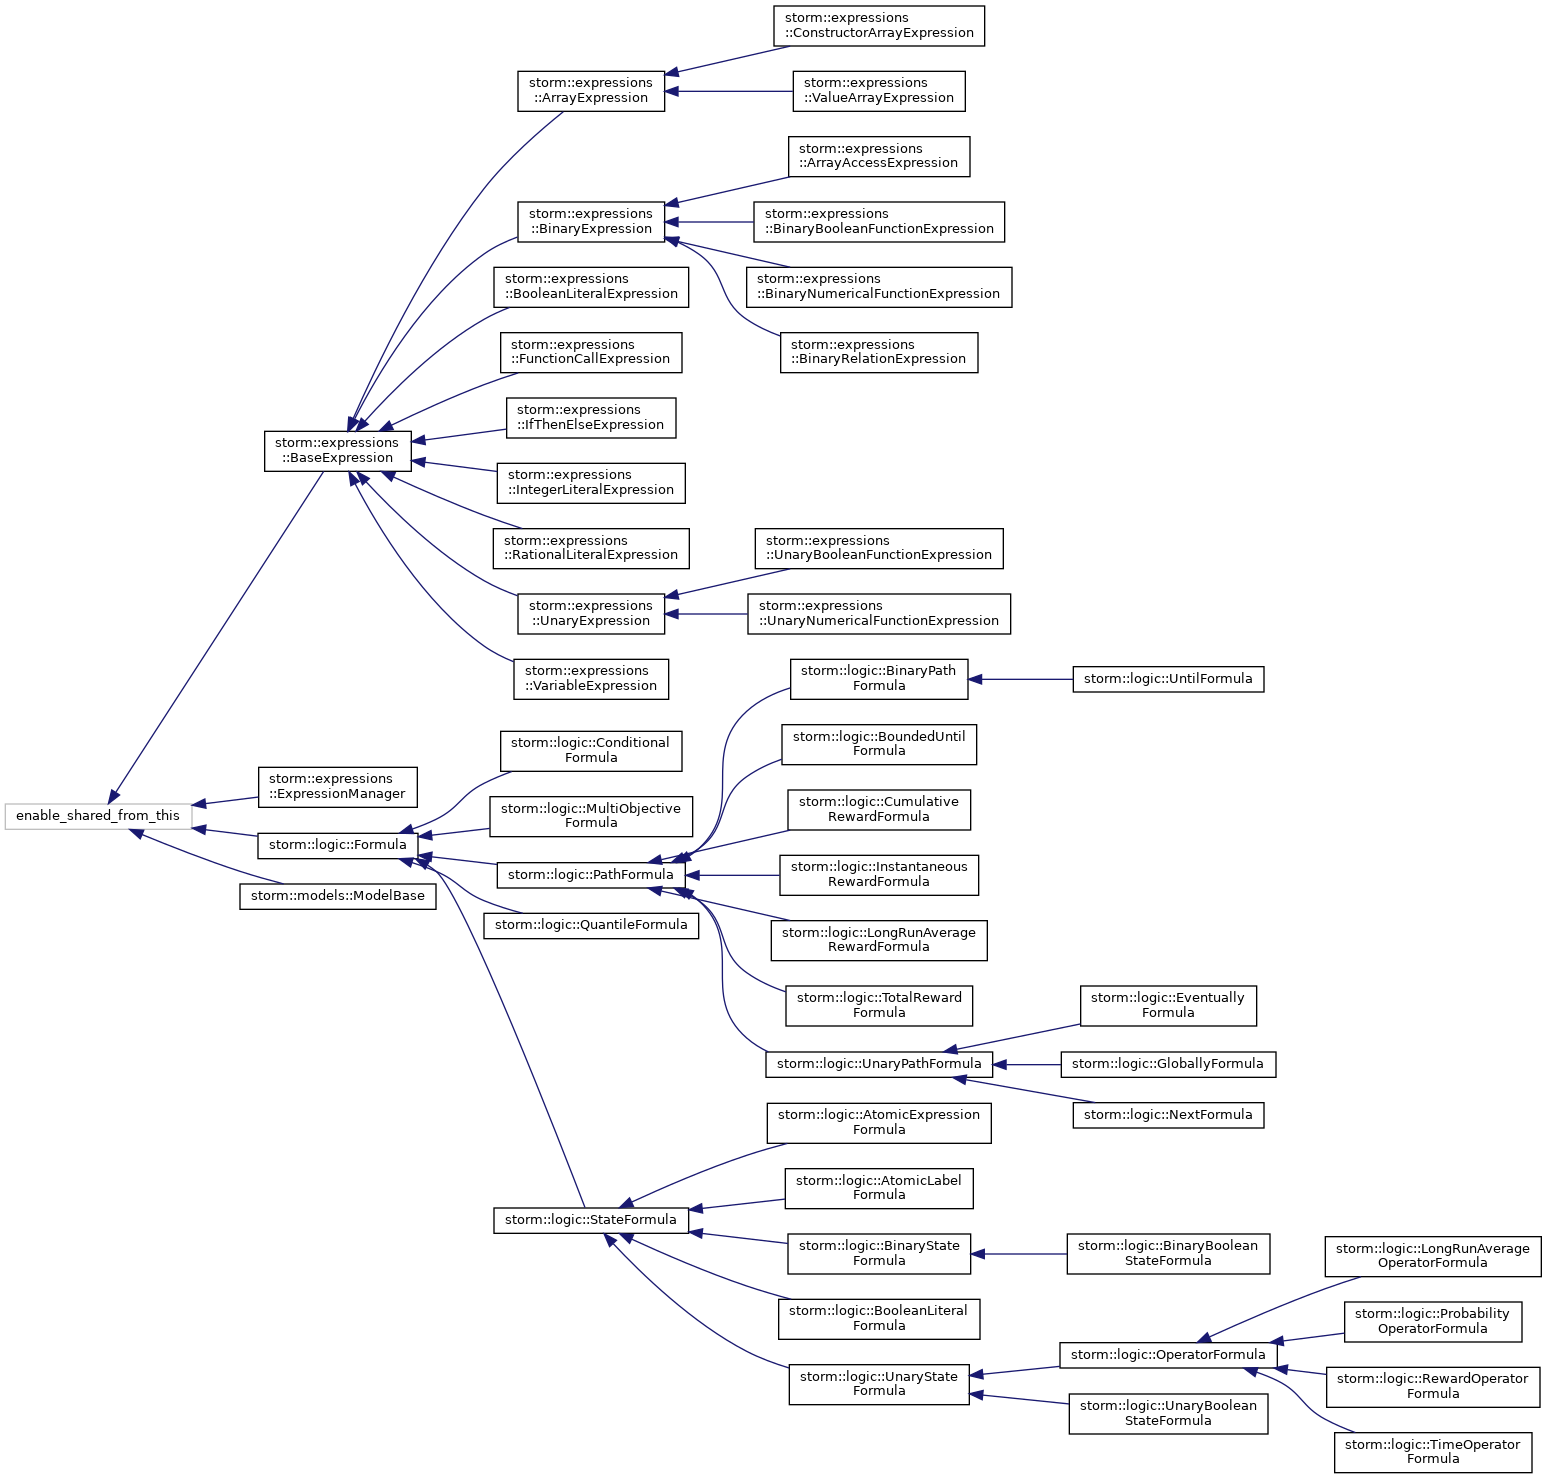 storm::expressions
::ConstructorArrayExpression
storm::expressions
::ArrayExpression
storm::expressions
::ValueArrayExpression
storm::expressions
::ArrayAccessExpression
storm::expressions
::BinaryExpression
storm::expressions
::BinaryBooleanFunctionExpression
storm::expressions
::BooleanLiteralExpression
storm::expressions
::BinaryNumericalFunctionExpression
storm::expressions
::FunctionCallExpression
storm::expressions
::BinaryRelationExpression
storm::expressions
::IfThenElseExpression
storm::expressions
::BaseExpression
storm::expressions
::IntegerLiteralExpression
storm::expressions
::RationalLiteralExpression
storm::expressions
::UnaryBooleanFunctionExpression
storm::expressions
::UnaryExpression
storm::expressions
::UnaryNumericalFunctionExpression
storm::expressions
::VariableExpression
storm::logic::BinaryPath
Formula
storm::logic::UntilFormula
storm::logic::Conditional
Formula
storm::logic::BoundedUntil
Formula
storm::expressions
::ExpressionManager
storm::logic::MultiObjective
Formula
storm::logic::Cumulative
RewardFormula
enable_shared_from_this
storm::logic::Formula
storm::logic::PathFormula
storm::logic::Instantaneous
RewardFormula
storm::models::ModelBase
storm::logic::QuantileFormula
storm::logic::LongRunAverage
RewardFormula
storm::logic::TotalReward
Formula
storm::logic::Eventually
Formula
storm::logic::UnaryPathFormula
storm::logic::GloballyFormula
storm::logic::NextFormula
storm::logic::AtomicExpression
Formula
storm::logic::AtomicLabel
Formula
storm::logic::StateFormula
storm::logic::BinaryState
Formula
storm::logic::BinaryBoolean
StateFormula
storm::logic::LongRunAverage
OperatorFormula
storm::logic::BooleanLiteral
Formula
storm::logic::Probability
OperatorFormula
storm::logic::OperatorFormula
storm::logic::UnaryState
Formula
storm::logic::RewardOperator
Formula
storm::logic::UnaryBoolean
StateFormula
storm::logic::TimeOperator
Formula